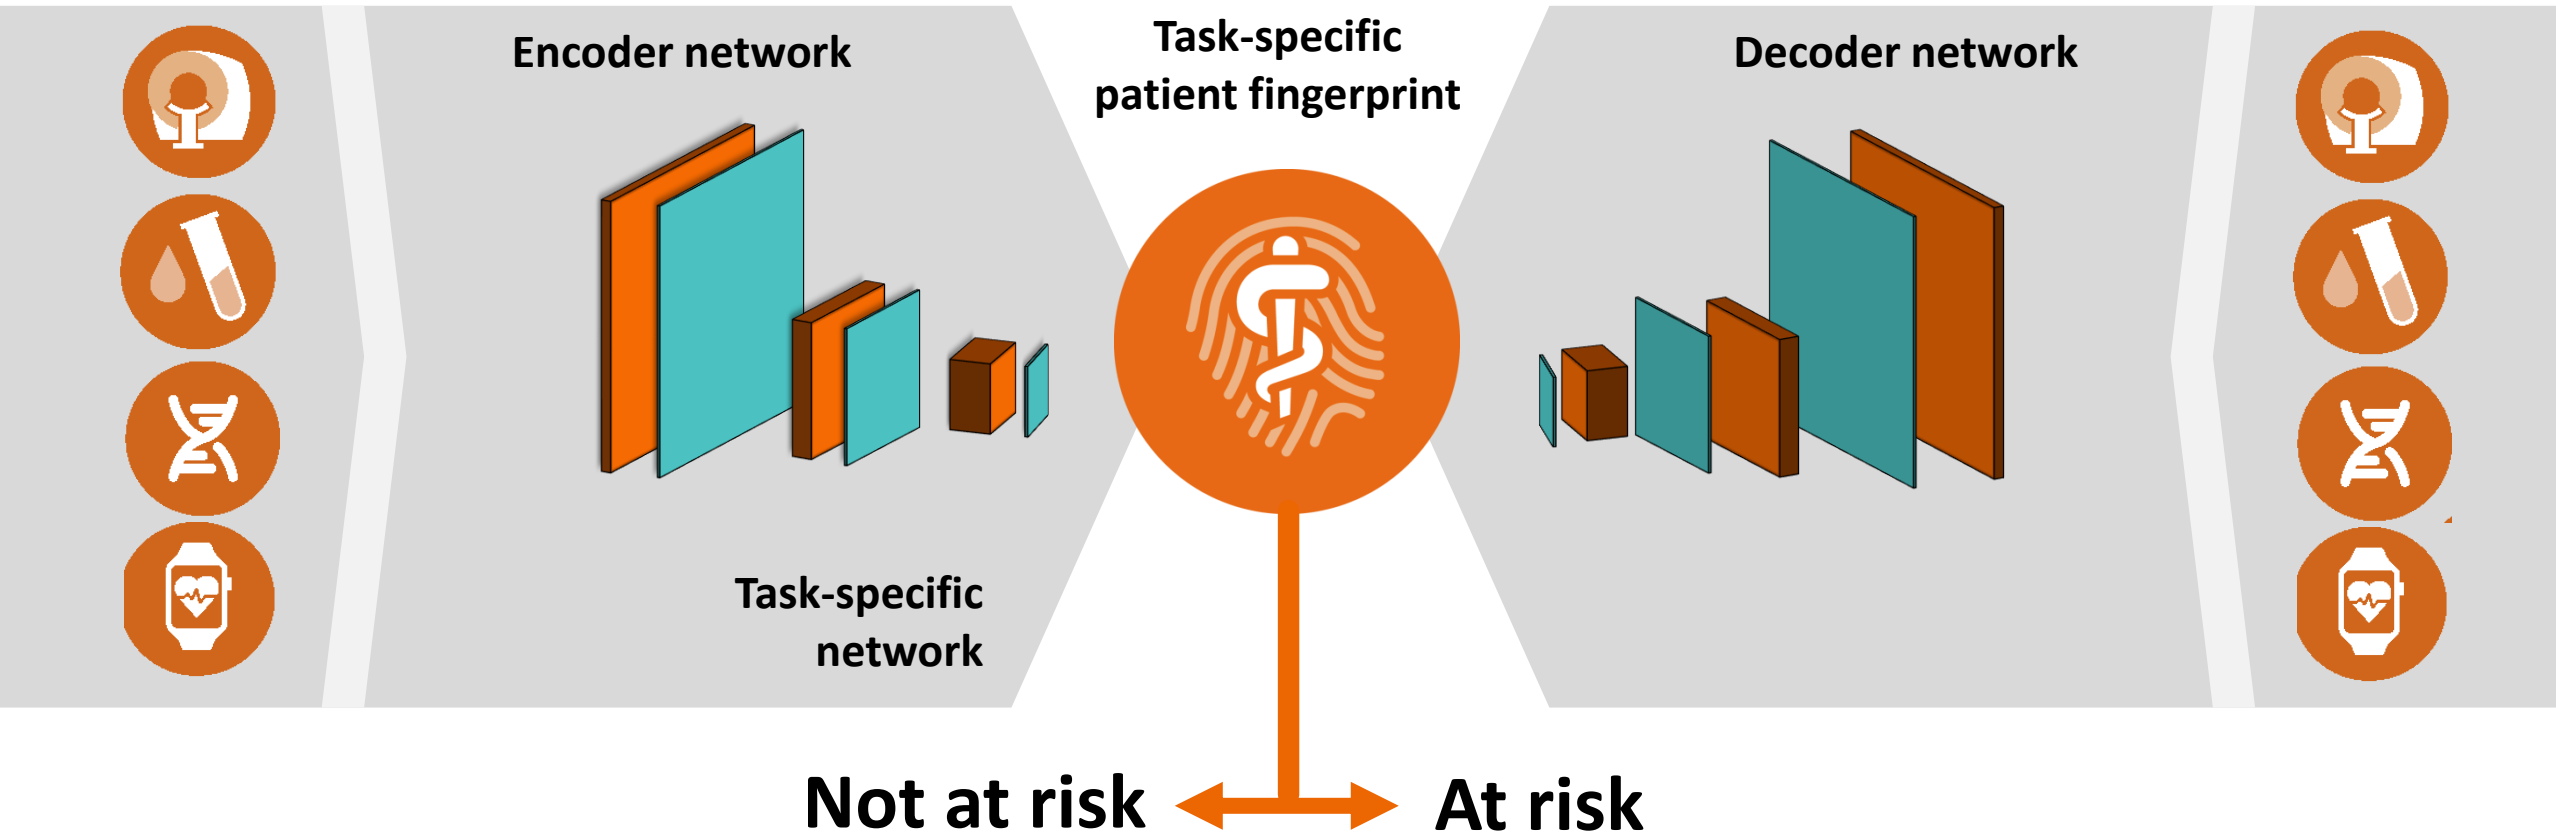 Encoder network
Task-specific
patient fingerprint
Decoder network
Task-specific
network
Not at risk
At risk